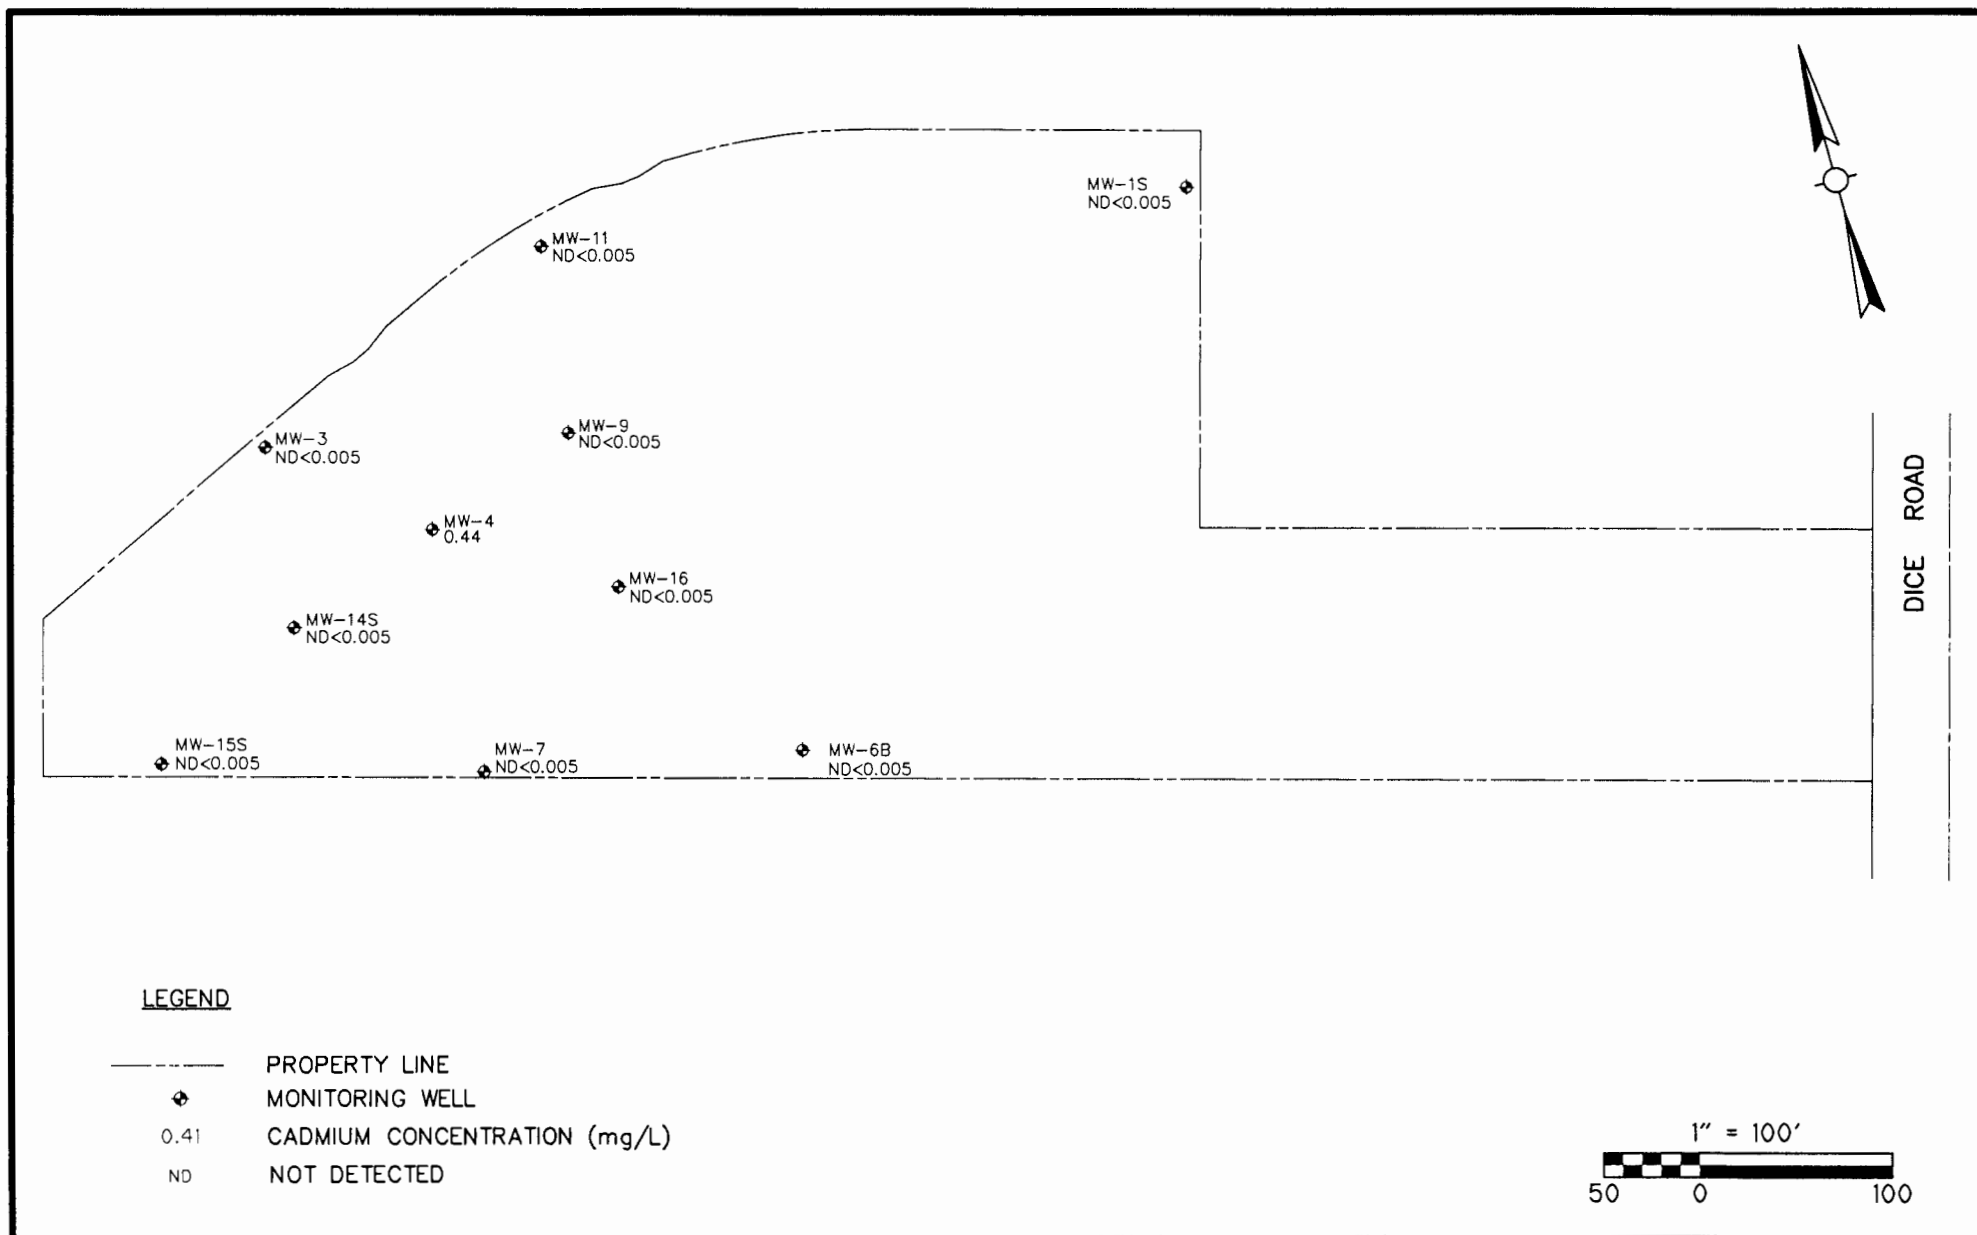 MW-1S
ND<0.005
MW-11
ND<0.005
MW-9
ND<0.005
MW-3
ND<0.005
MW-4
0.44
MW-16
ND<0.005
MW-14S
ND<0.005
MW-15S
ND<0.005
MW-7
ND<0.005
MW-6B
ND<0.005
DICE ROAD
LEGEND
PROPERTY LINE
MONITORING WELL
0.41 CADMIUM CONCENTRATION (mg/L)
ND NOT DETECTED
1" = 100'
50 0 100